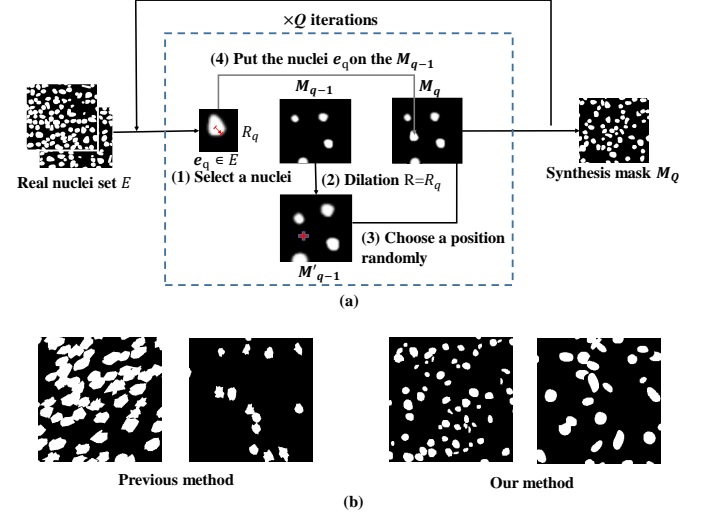 ×Q iterations
(4) Put the nuclei e_q on the M_{q-1}
M_{q-1}
M_q
R_q
e_q ∈ E
(1) Select a nuclei
(2) Dilation R=R_q
Real nuclei set E
Synthesis mask M_Q
(3) Choose a position
randomly
M'_{q-1}
(a)
Previous method
Our method
(b)